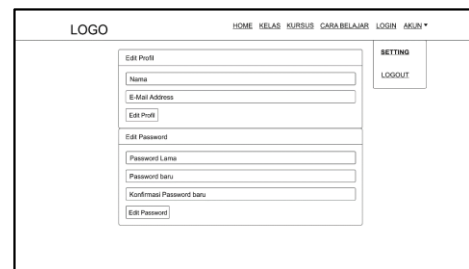 LOGO
HOME KELAS KURSUS CARA BELAJAR LOGIN AKUN
SETTING
LOGOUT
Edit Profil
Nama
E-Mail Address
Edit Profil
Edit Password
Password Lama
Password baru
Konfirmasi Password baru
Edit Password